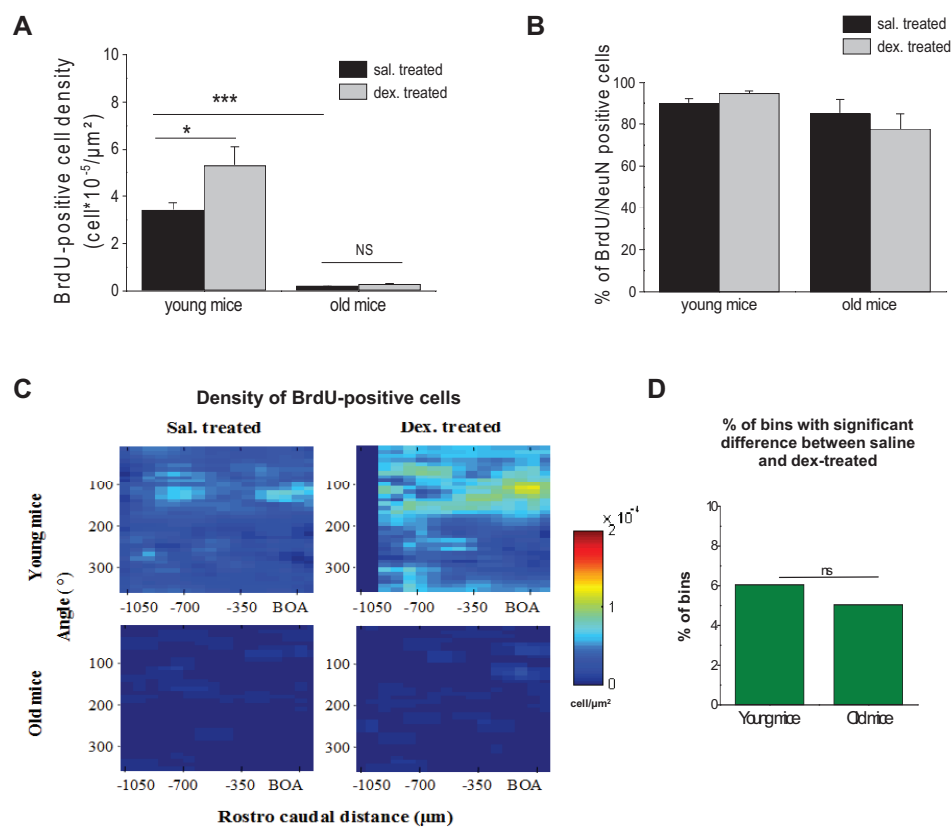 A
BrdU-positive cell density
(cell*10⁻⁵/µm²)
10
8
6
4
2
0
sal. treated
dex. treated
***
*
NS
young mice
old mice
B
% of BrdU/NeuN positive cells
100
80
60
40
20
0
sal. treated
dex. treated
young mice
old mice
C
Density of BrdU-positive cells
Sal. treated
Dex. treated
Young mice
Old mice
Angle (°)
100
200
300
100
200
300
-1050 -700 -350 BOA
-1050 -700 -350 BOA
100
200
300
100
200
300
-1050 -700 -350 BOA
-1050 -700 -350 BOA
Rostro caudal distance (µm)
× 10⁻⁴
2
1
0
cell/µm²
D
% of bins with significant
difference between saline
and dex-treated
% of bins
10
8
6
4
2
0
ns
Young mice
Old mice